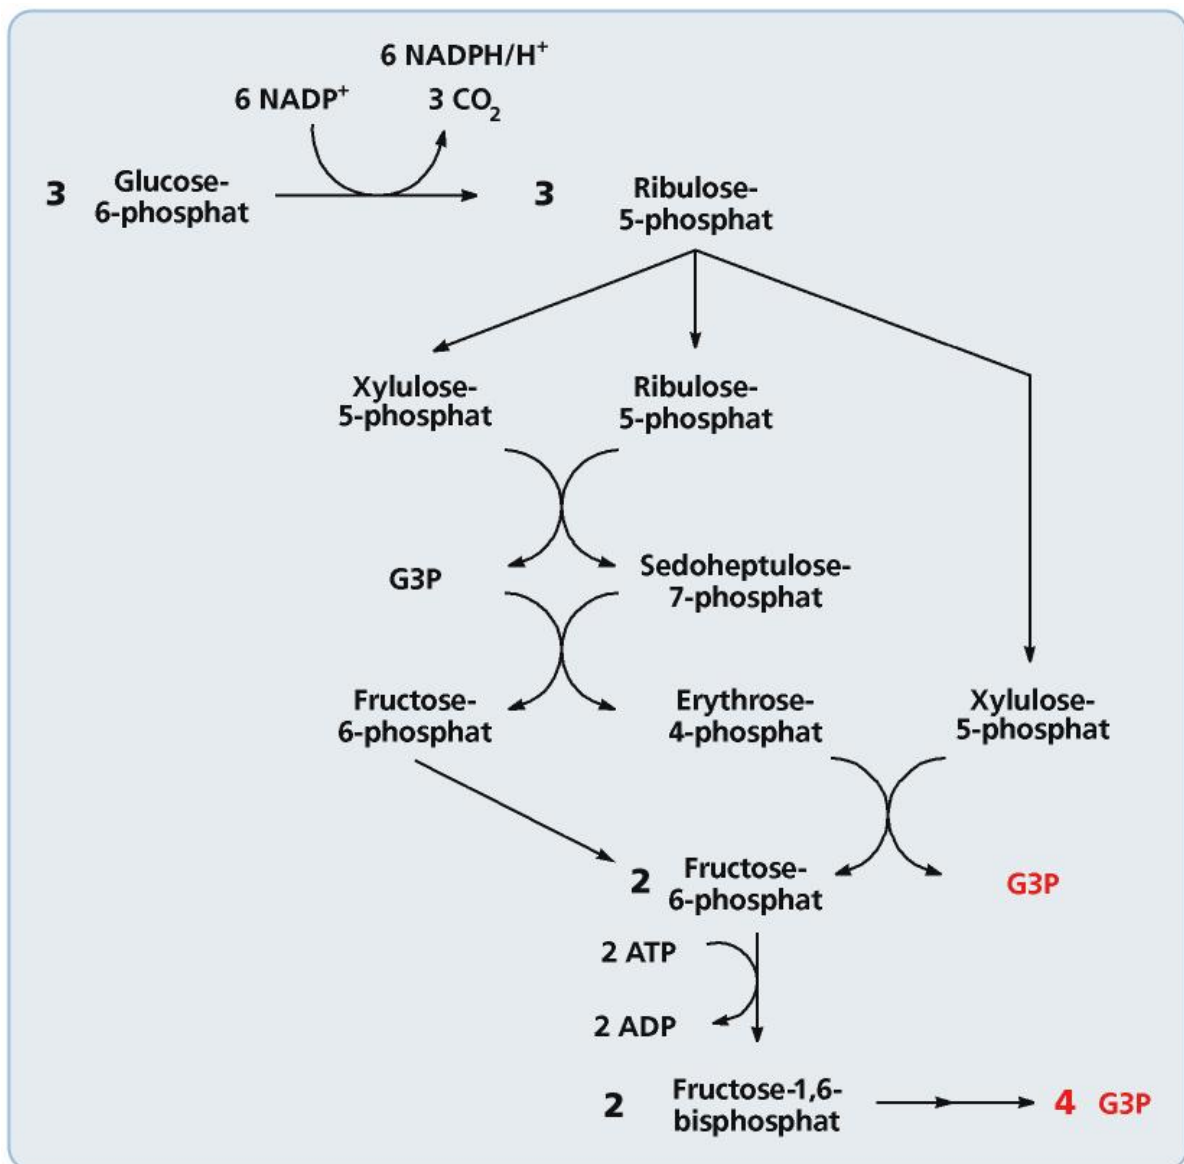 6 NADPH/H⁺
6 NADP⁺ 3 CO₂
3 Glucose- 3 Ribulose-
6-phosphat 5-phosphat
Xylulose- Ribulose-
5-phosphat 5-phosphat
G3P Sedoheptulose-
7-phosphat
Fructose- Erythrose- Xylulose-
6-phosphat 4-phosphat 5-phosphat
2 Fructose- G3P
6-phosphat
2 ATP
2 ADP
2 Fructose-1,6- 4 G3P
bisphosphat